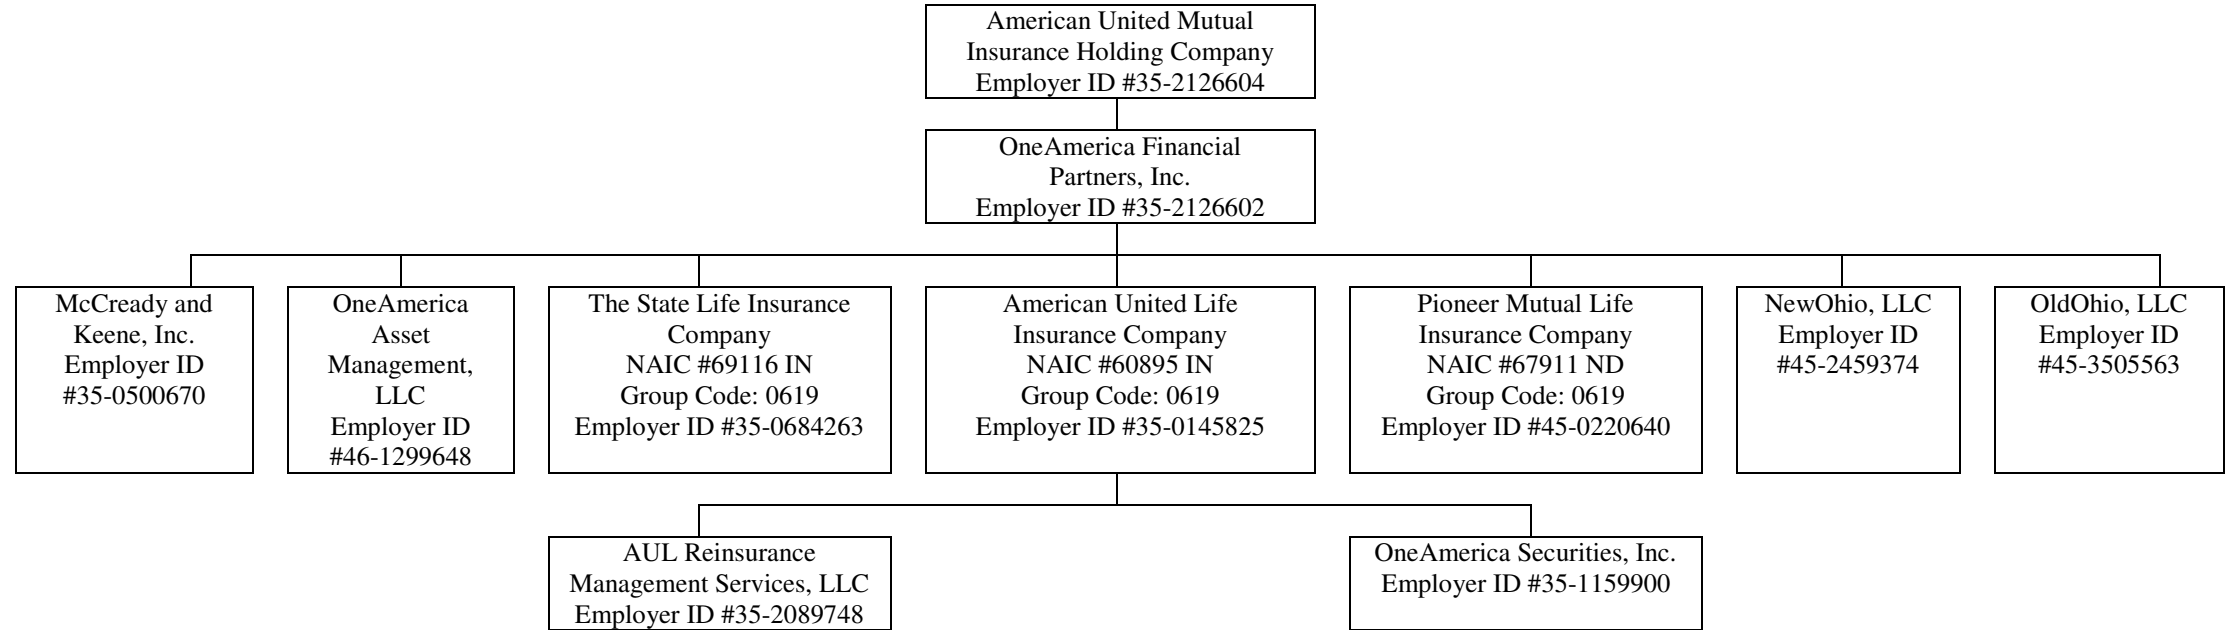 American United Mutual
Insurance Holding Company
Employer ID #35-2126604
OneAmerica Financial
Partners, Inc.
Employer ID #35-2126602
McCready and
Keene, Inc.
Employer ID
#35-0500670
OneAmerica
Asset
Management,
LLC
Employer ID
#46-1299648
The State Life Insurance
Company
NAIC #69116 IN
Group Code: 0619
Employer ID #35-0684263
American United Life
Insurance Company
NAIC #60895 IN
Group Code: 0619
Employer ID #35-0145825
Pioneer Mutual Life
Insurance Company
NAIC #67911 ND
Group Code: 0619
Employer ID #45-0220640
NewOhio, LLC
Employer ID
#45-2459374
OldOhio, LLC
Employer ID
#45-3505563
AUL Reinsurance
Management Services, LLC
Employer ID #35-2089748
OneAmerica Securities, Inc.
Employer ID #35-1159900